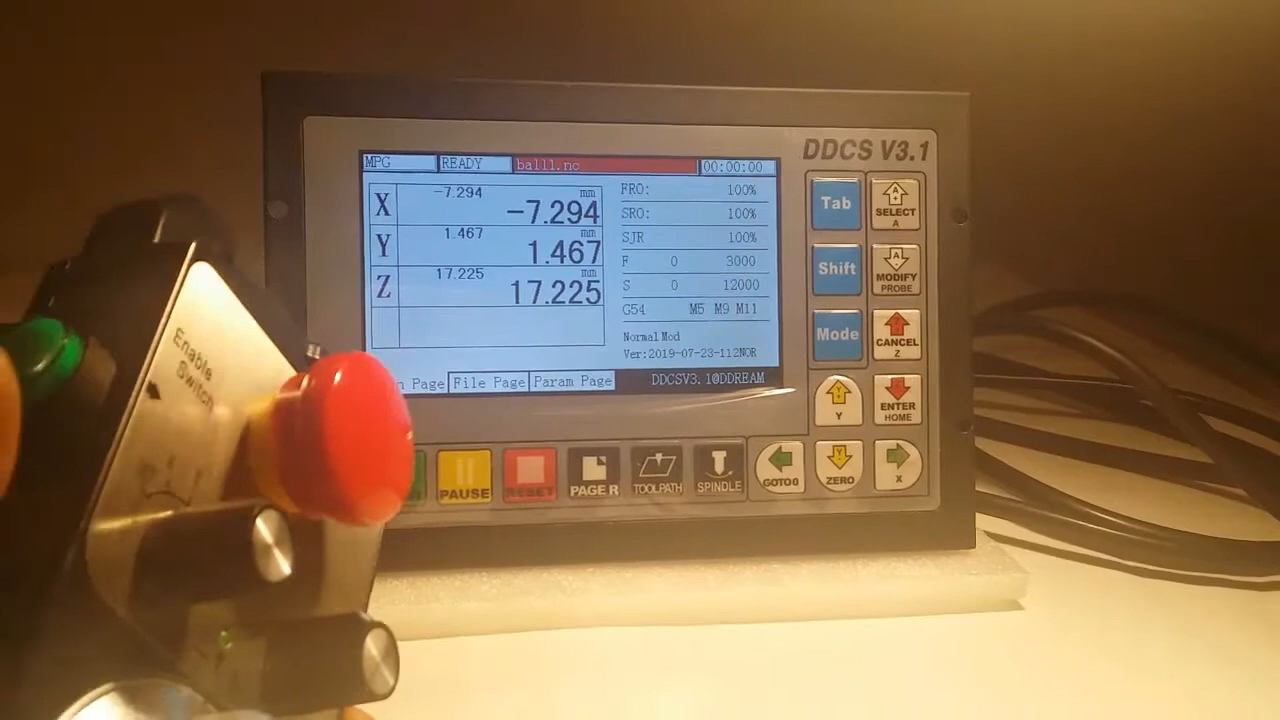 DDCS V3.1
MPG READY ball1.nc 00:00:00
X -7.294 mm -7.294
Y 1.467 mm 1.467
Z 17.225 mm 17.225
FRO: 100%
SRO: 100%
SJR 100%
F 0 3000
S 0 12000
G54 M5 M9 M11
Normal Mod
Ver:2019-07-23-112NOR
Page File Page Param Page DDCSV3.1@DDREAM
Tab
SELECT
A+
A
Shift
A-
MODIFY
PROBE
Mode
CANCEL
Z
Y
ENTER
HOME
PAUSE RESET PAGE R TOOLPATH SPINDLE GOTO0 ZERO X
Enable
Switch